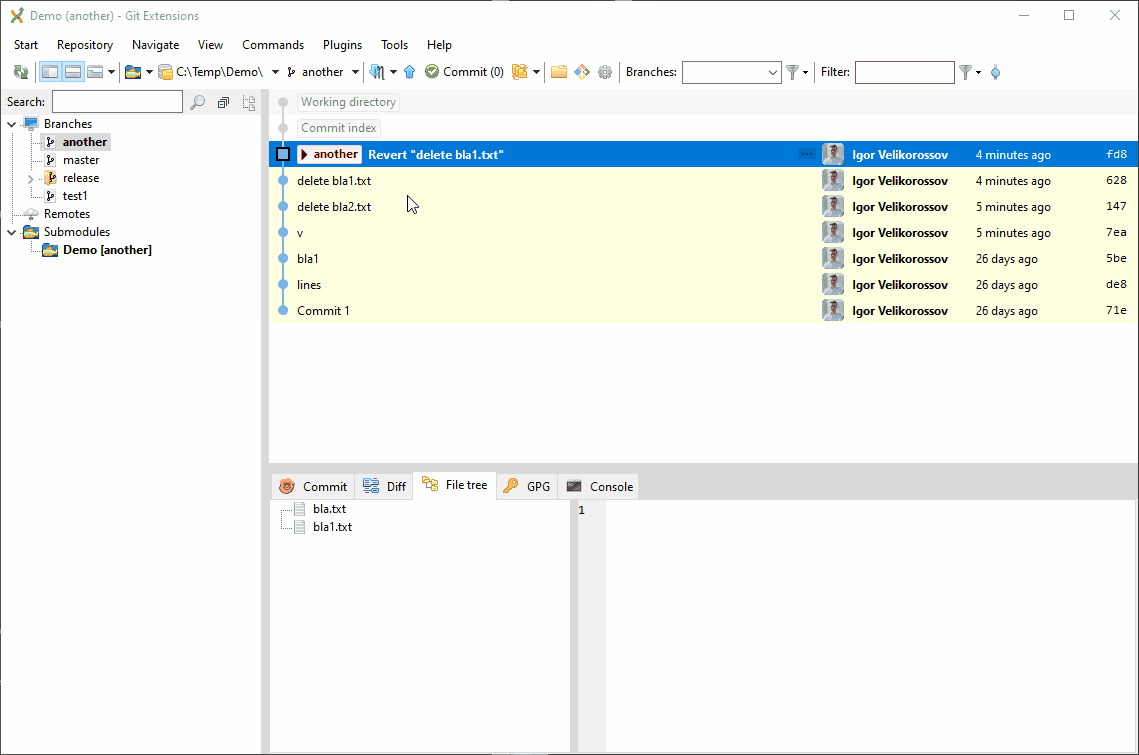 Demo (another) - Git Extensions
Start Repository Navigate View Commands Plugins Tools Help
C:\Temp\Demo\ another Commit (0) Branches: Filter:
Search:
Branches
another
master
release
test1
Remotes
Submodules
Demo [another]
Working directory
Commit index
another Revert "delete bla1.txt" ... Igor Velikorossov 4 minutes ago fd8
delete bla1.txt Igor Velikorossov 4 minutes ago 628
delete bla2.txt Igor Velikorossov 5 minutes ago 147
v Igor Velikorossov 5 minutes ago 7ea
bla1 Igor Velikorossov 26 days ago 5be
lines Igor Velikorossov 26 days ago de8
Commit 1 Igor Velikorossov 26 days ago 71e
Commit Diff File tree GPG Console
bla.txt
bla1.txt
1